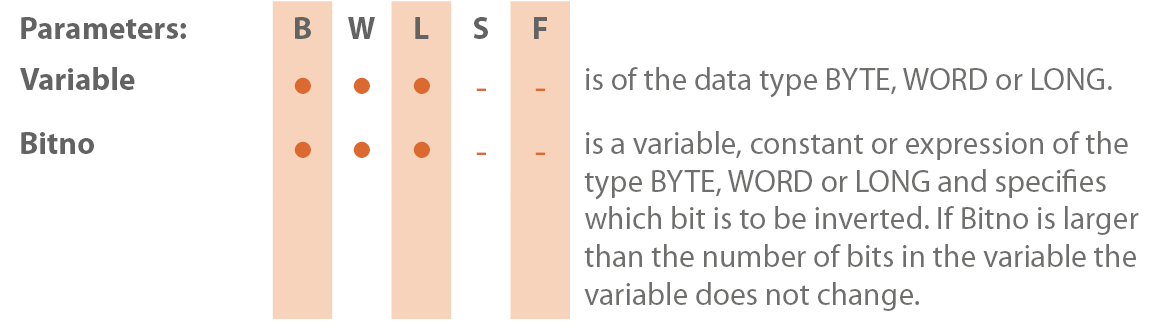 Parameters: B W L S F
Variable ● ● ● - - is of the data type BYTE, WORD or LONG.
Bitno ● ● ● - - is a variable, constant or expression of the
type BYTE, WORD or LONG and specifies
which bit is to be inverted. If Bitno is larger
than the number of bits in the variable the
variable does not change.